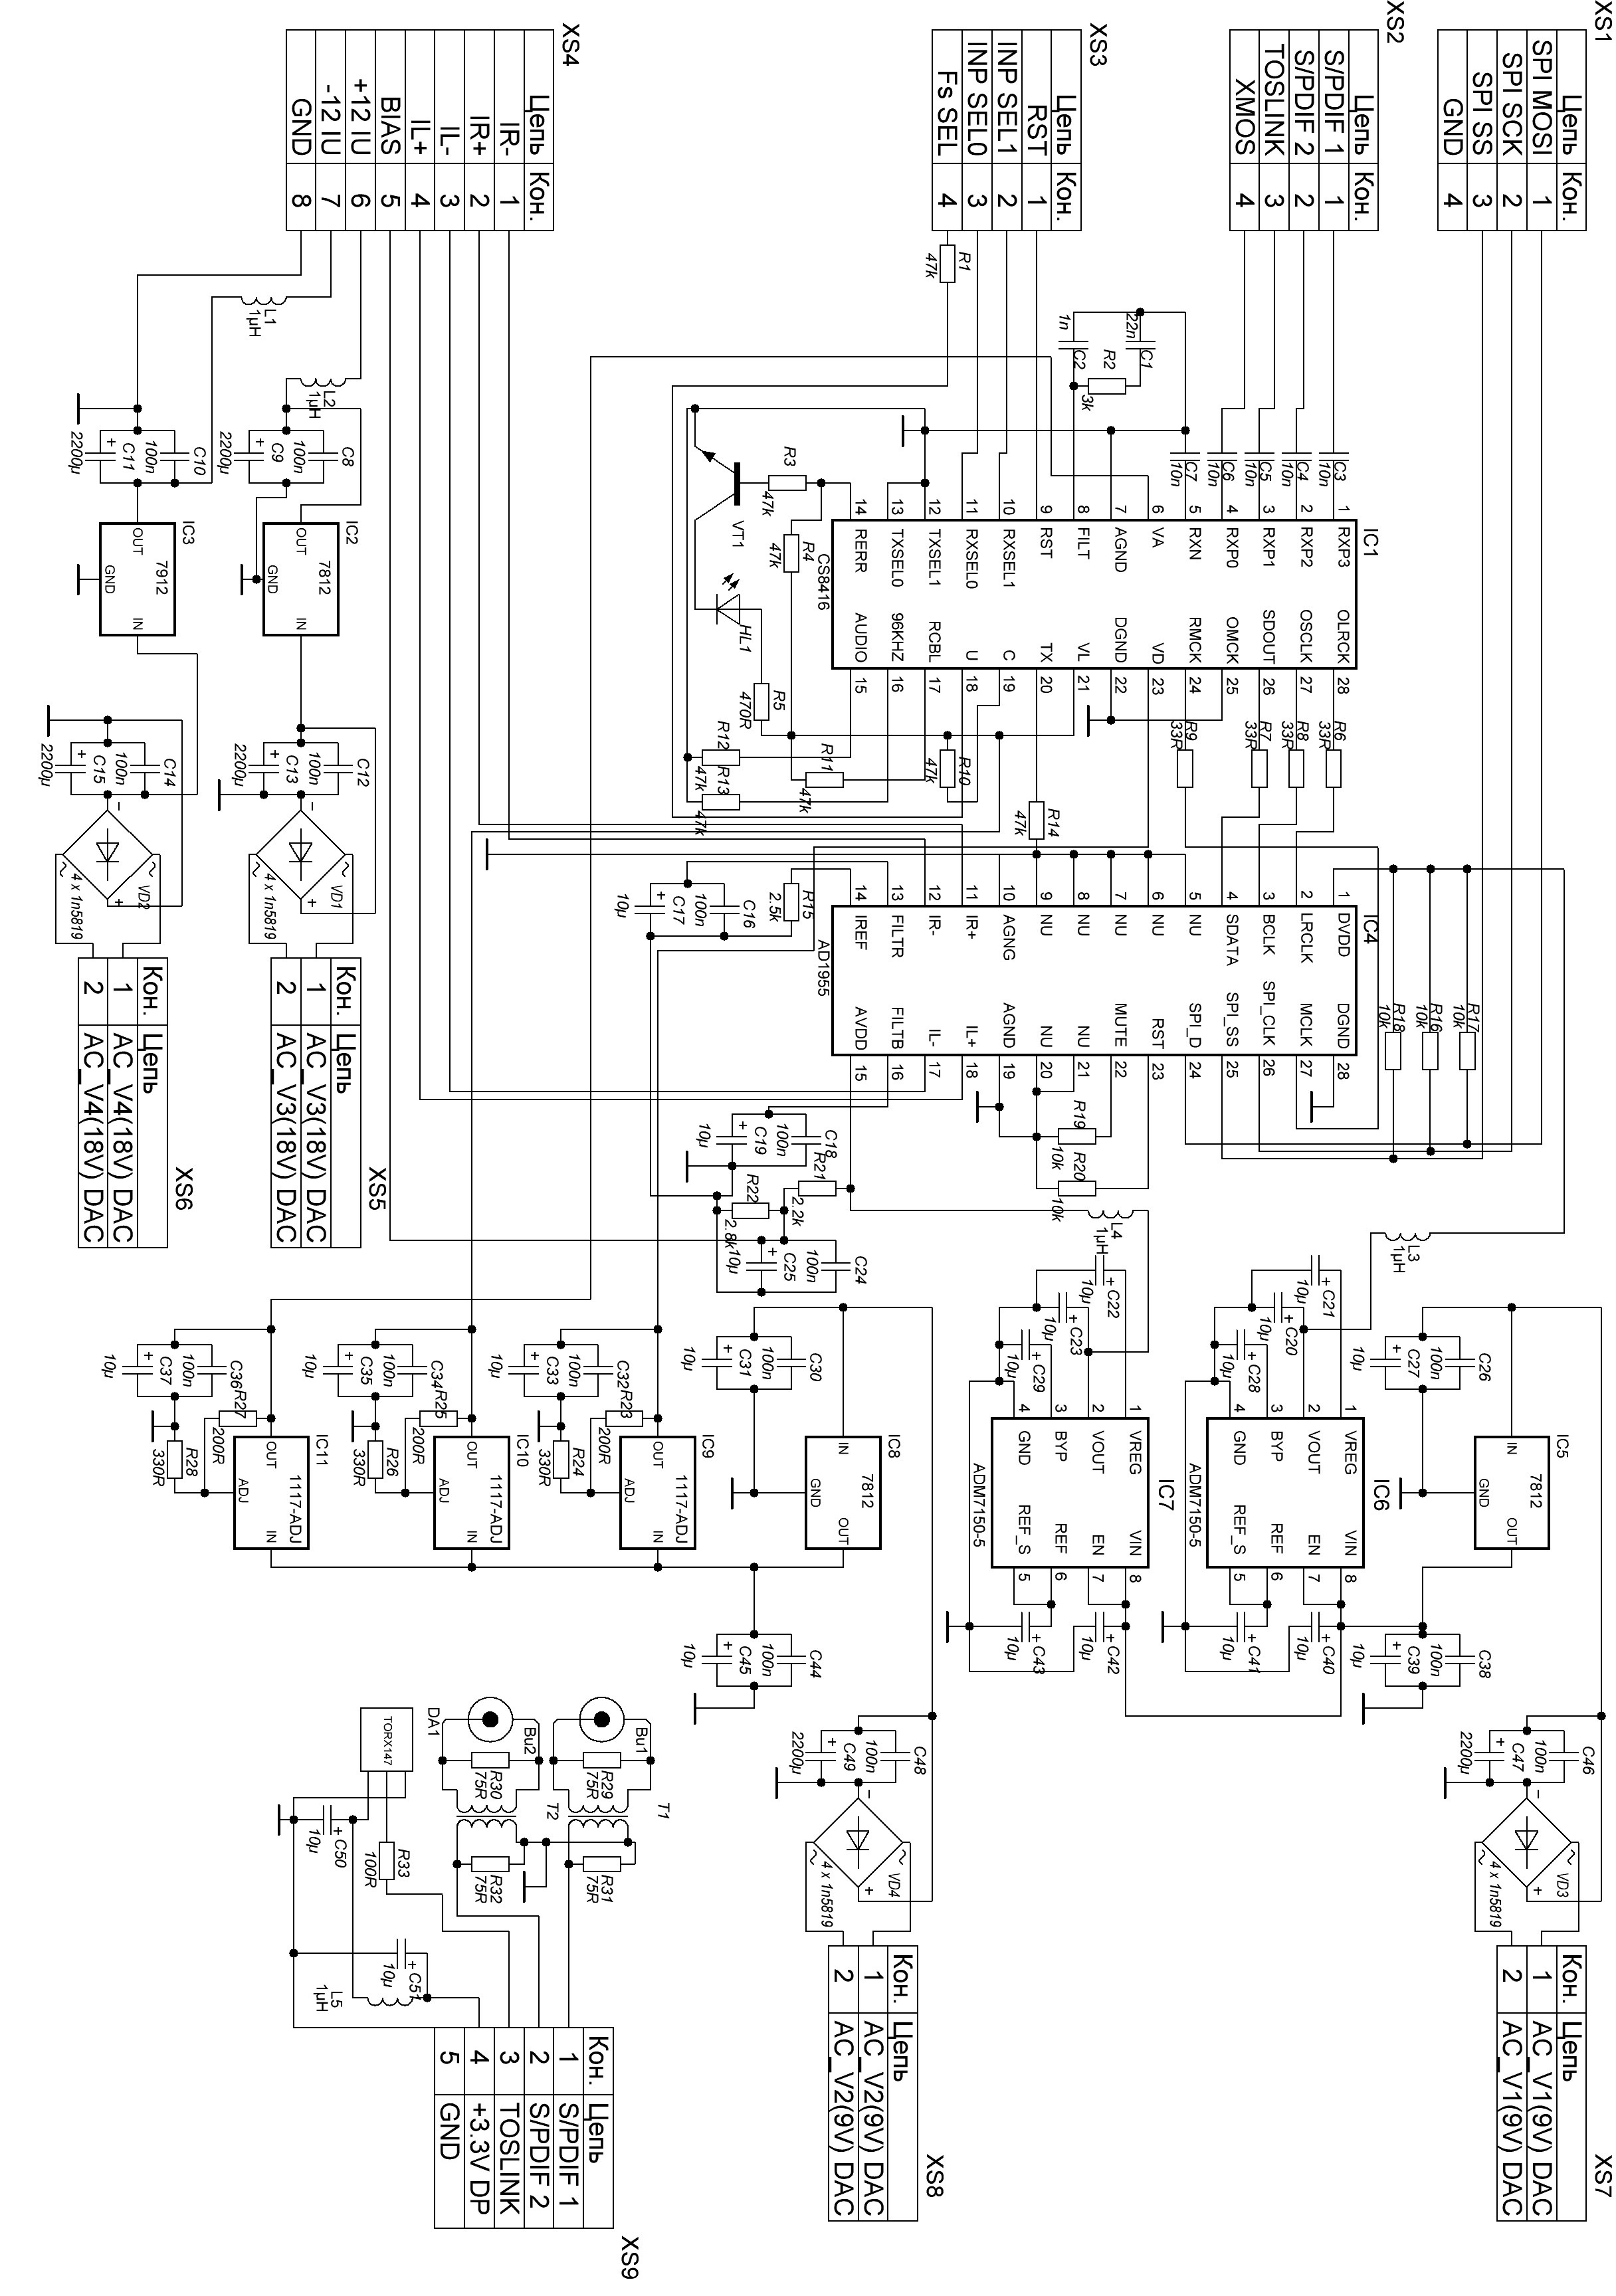 XS1
Цепь Кон.
SPI MOSI 1
SPI SCK 2
SPI SS 3
GND 4
XS2
Цепь Кон.
S/PDIF 1 1
S/PDIF 2 2
TOSLINK 3
XMOS 4
XS3
Цепь Кон.
RST 1
INP SEL1 2
INP SEL0 3
Fs SEL 4
XS4
Цепь Кон.
IR- 1
IR+ 2
IL- 3
IL+ 4
BIAS 5
+12 IU 6
-12 IU 7
GND 8
R1
47k
C1
22n
R2
3k
C2
1n
C3
10n
C4
10n
C5
10n
C6
10n
C7
10n
L1
1µH
L2
1µH
C8
100n
C9
2200µ
+
C10
100n
C11
2200µ
+
IC2
7812
OUT
GND
IN
IC3
7912
OUT
GND
IN
R3
47k
R4
47k
VT1
HL1
R5
470R
IC1
CS8416
1 RXP3
2 RXP2
3 RXP1
4 RXP0
5 RXN
6 VA
7 AGND
8 FILT
9 RST
10 RXSEL1
11 RXSEL0
12 TXSEL1
13 TXSEL0
14 RERR
OLRCK 28
OSCLK 27
SDOUT 26
OMCK 25
RMCK 24
VD 23
DGND 22
VL 21
TX 20
C 19
U 18
RCBL 17
96KHZ 16
AUDIO 15
R6
33R
R8
33R
R7
33R
R9
33R
R10
47k
R11
47k
R12
47k
R13
47k
R14
47k
C12
100n
C13
2200µ
+
C14
100n
C15
2200µ
+
VD1
4 x 1n5819
VD2
4 x 1n5819
Кон. Цепь
1 AC_V3(18V) DAC
2 AC_V3(18V) DAC
XS5
Кон. Цепь
1 AC_V4(18V) DAC
2 AC_V4(18V) DAC
XS6
R15
2.5k
C16
100n
C17
10µ
+
IC4
AD1955
1 DVDD
2 LRCLK
3 BCLK
4 SDATA
5 NU
6 NU
7 NU
8 NU
9 NU
10 AGNG
11 IR+
12 IR-
13 FILTR
14 IREF
DGND 28
MCLK 27
SPI_CLK 26
SPI_SS 25
SPI_D 24
RST 23
MUTE 22
NU 21
NU 20
AGND 19
IL+ 18
IL- 17
FILTB 16
AVDD 15
R17
10k
R16
10k
R18
10k
R19
10k
R20
10k
C18
100n
C19
10µ
+
R21
2.2k
R22
2.8k
C24
100n
C25
10µ
+
L3
1µH
L4
1µH
C21
10µ
+
C20
10µ
+
C28
10µ
+
C22
10µ
+
C23
10µ
+
C29
10µ
+
C26
100n
C27
10µ
+
IC5
7812
IN
GND
OUT
IC6
ADM7150-5
1 VREG
2 VOUT
3 BYP
4 GND
VIN 8
EN 7
REF 6
REF_S 5
IC7
ADM7150-5
1 VREG
2 VOUT
3 BYP
4 GND
VIN 8
EN 7
REF 6
REF_S 5
C30
100n
C31
10µ
+
IC8
7812
IN
GND
OUT
C32
100n
C33
10µ
+
R23
200R
R24
330R
IC9
1117-ADJ
OUT
ADJ
IN
C34
100n
C35
10µ
+
R25
200R
R26
330R
IC10
1117-ADJ
OUT
ADJ
IN
C36
100n
C37
10µ
+
R27
200R
R28
330R
IC11
1117-ADJ
OUT
ADJ
IN
C38
100n
C39
10µ
+
C40
10µ
+
C41
10µ
+
C42
10µ
+
C43
10µ
+
C44
100n
C45
10µ
+
C46
100n
C47
2200µ
+
C48
100n
C49
2200µ
+
VD3
4 x 1n5819
VD4
4 x 1n5819
Кон. Цепь
1 AC_V1(9V) DAC
2 AC_V1(9V) DAC
XS7
Кон. Цепь
1 AC_V2(9V) DAC
2 AC_V2(9V) DAC
XS8
Bu1
Bu2
DA1
TORX147
R29
75R
R30
75R
T1
T2
R31
75R
R32
75R
R33
100R
C50
10µ
+
C51
10µ
+
L5
1µH
Кон. Цепь
1 S/PDIF 1
2 S/PDIF 2
3 TOSLINK
4 +3.3V DP
5 GND
XS9